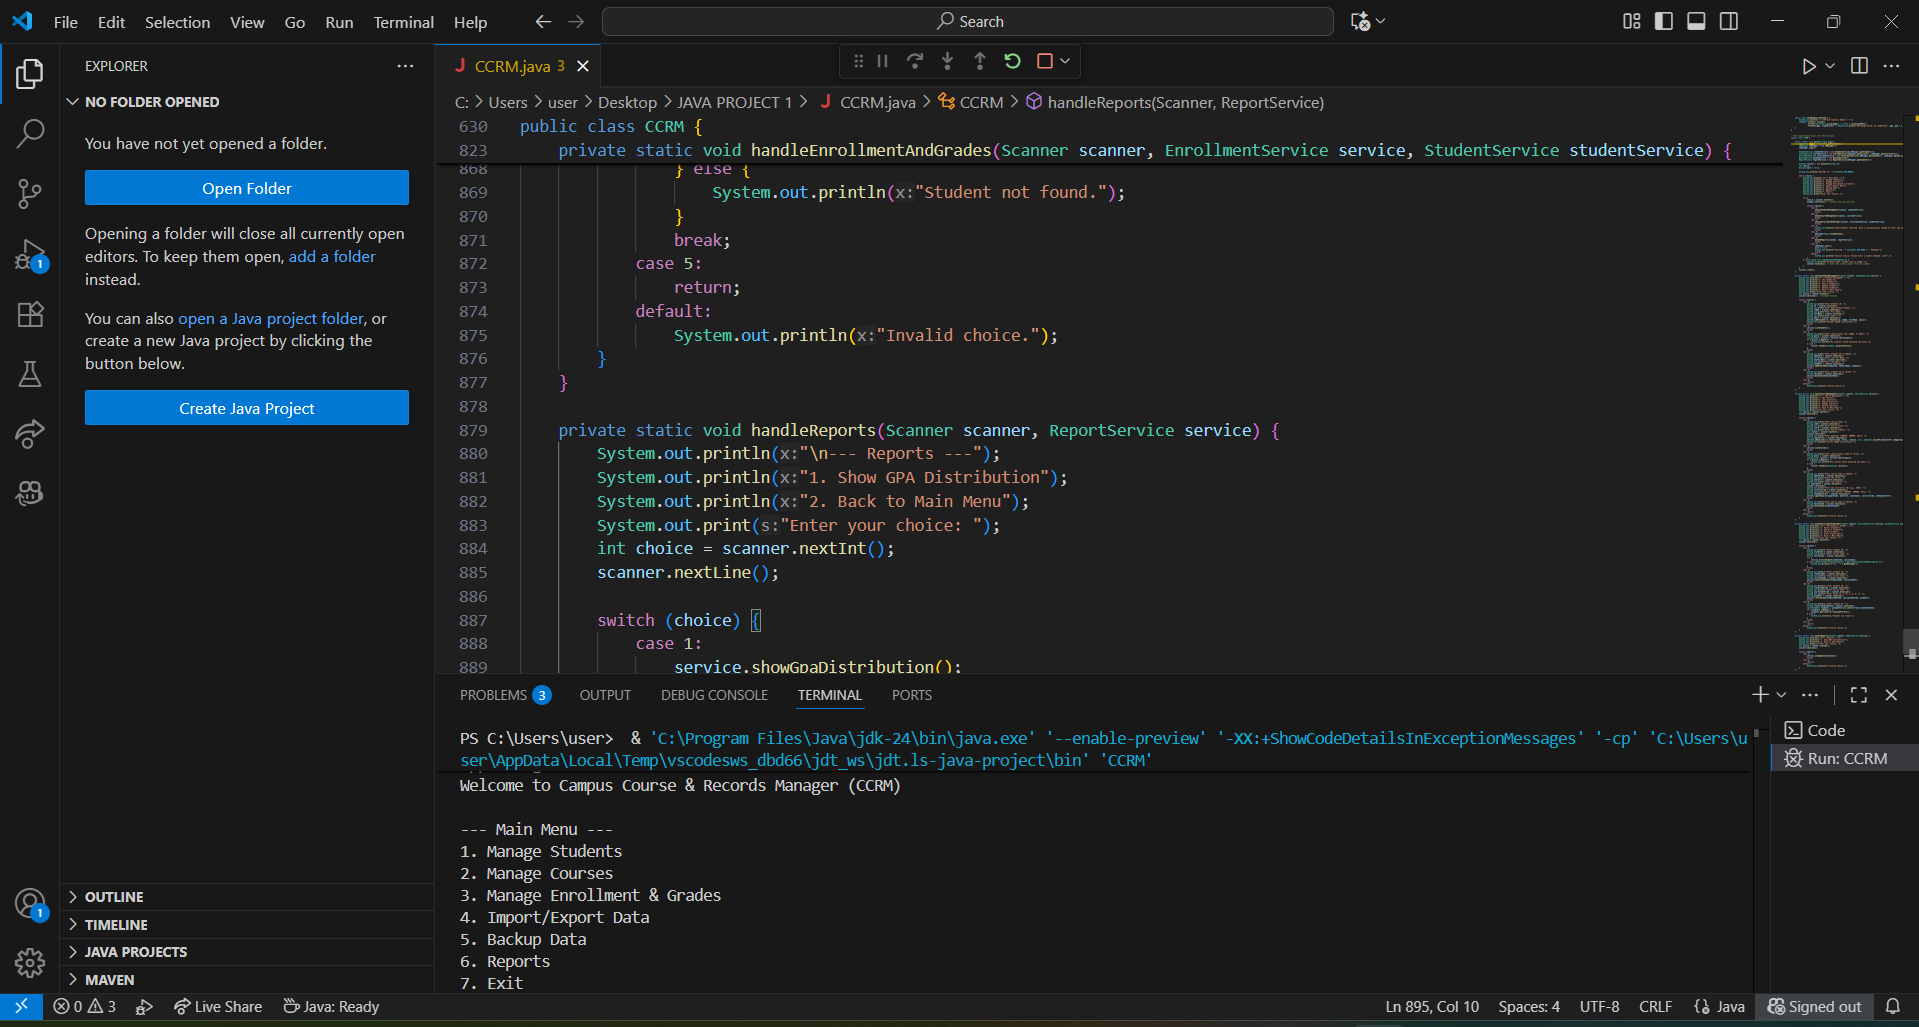 File Edit Selection View Go Run Terminal Help
Search
EXPLORER
NO FOLDER OPENED
You have not yet opened a folder.
Open Folder
Opening a folder will close all currently open
editors. To keep them open, add a folder
instead.
You can also open a Java project folder, or
create a new Java project by clicking the
button below.
Create Java Project
OUTLINE
TIMELINE
JAVA PROJECTS
MAVEN
1
1
J CCRM.java 3
C: > Users > user > Desktop > JAVA PROJECT 1 > J CCRM.java > CCRM > handleReports(Scanner, ReportService)
630 public class CCRM {
823 private static void handleEnrollmentAndGrades(Scanner scanner, EnrollmentService service, StudentService studentService) {
868 } else {
869 System.out.println(x:"Student not found.");
870 }
871 break;
872 case 5:
873 return;
874 default:
875 System.out.println(x:"Invalid choice.");
876 }
877 }
878
879 private static void handleReports(Scanner scanner, ReportService service) {
880 System.out.println(x:"\n--- Reports ---");
881 System.out.println(x:"1. Show GPA Distribution");
882 System.out.println(x:"2. Back to Main Menu");
883 System.out.print(s:"Enter your choice: ");
884 int choice = scanner.nextInt();
885 scanner.nextLine();
886
887 switch (choice) {
888 case 1:
889 service.showGpaDistribution();
PROBLEMS 3 OUTPUT DEBUG CONSOLE TERMINAL PORTS
PS C:\Users\user> & 'C:\Program Files\Java\jdk-24\bin\java.exe' '--enable-preview' '-XX:+ShowCodeDetailsInExceptionMessages' '-cp' 'C:\Users\u
ser\AppData\Local\Temp\vscodesws_dbd66\jdt_ws\jdt.ls-java-project\bin' 'CCRM'
Welcome to Campus Course & Records Manager (CCRM)
--- Main Menu ---
1. Manage Students
2. Manage Courses
3. Manage Enrollment & Grades
4. Import/Export Data
5. Backup Data
6. Reports
7. Exit
Code
Run: CCRM
0 3 Live Share Java: Ready
Ln 895, Col 10 Spaces: 4 UTF-8 CRLF {} Java Signed out